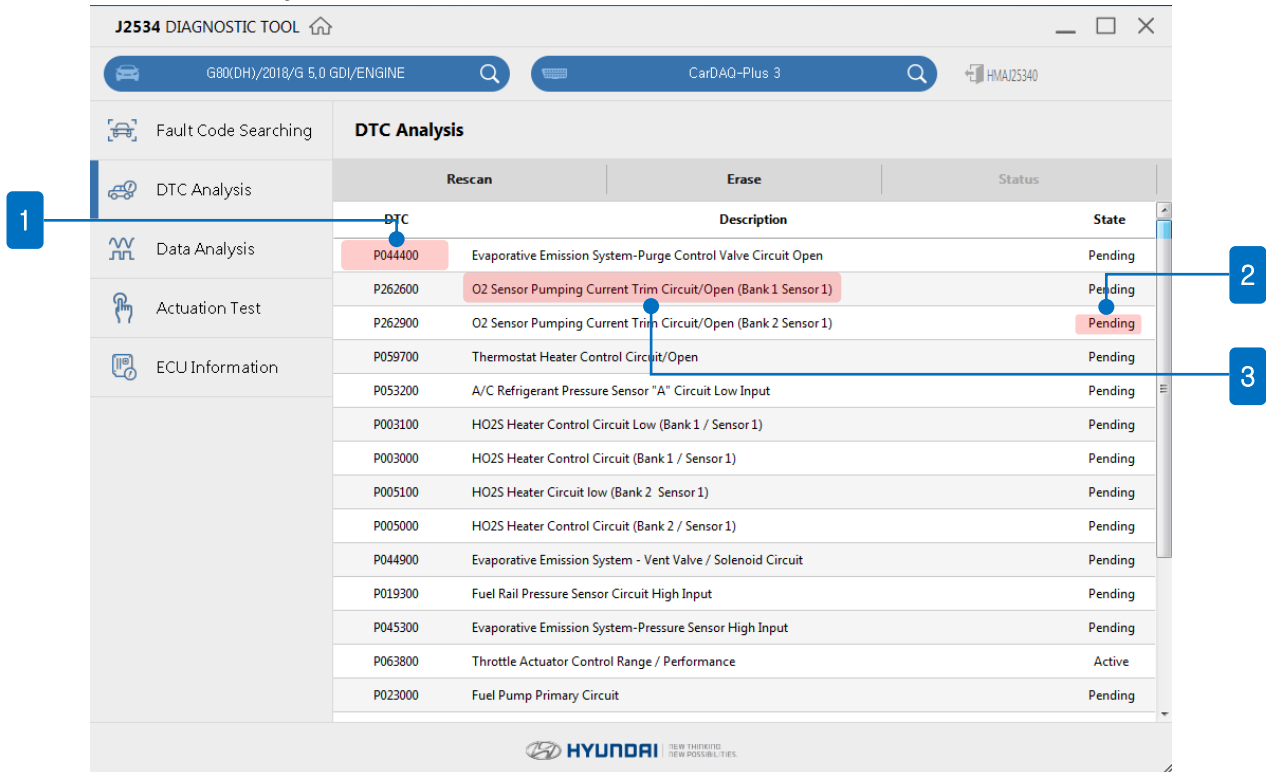 J2534 DIAGNOSTIC TOOL
G80(DH)/2018/G 5,0 GDI/ENGINE
CarDAQ-Plus 3
HMAJ25340
Fault Code Searching
DTC Analysis
Data Analysis
Actuation Test
ECU Information
DTC Analysis
Rescan Erase Status
DTC Description State
P044400 Evaporative Emission System-Purge Control Valve Circuit Open Pending
P262600 O2 Sensor Pumping Current Trim Circuit/Open (Bank 1 Sensor 1) Pending
P262900 O2 Sensor Pumping Current Trim Circuit/Open (Bank 2 Sensor 1) Pending
P059700 Thermostat Heater Control Circuit/Open Pending
P053200 A/C Refrigerant Pressure Sensor "A" Circuit Low Input Pending
P003100 HO2S Heater Control Circuit Low (Bank 1 / Sensor 1) Pending
P003000 HO2S Heater Control Circuit (Bank 1 / Sensor 1) Pending
P005100 HO2S Heater Circuit low (Bank 2 Sensor 1) Pending
P005000 HO2S Heater Control Circuit (Bank 2 / Sensor 1) Pending
P044900 Evaporative Emission System - Vent Valve / Solenoid Circuit Pending
P019300 Fuel Rail Pressure Sensor Circuit High Input Pending
P045300 Evaporative Emission System-Pressure Sensor High Input Pending
P063800 Throttle Actuator Control Range / Performance Active
P023000 Fuel Pump Primary Circuit Pending
HYUNDAI
NEW THINKING.
NEW POSSIBILITIES.
1
2
3